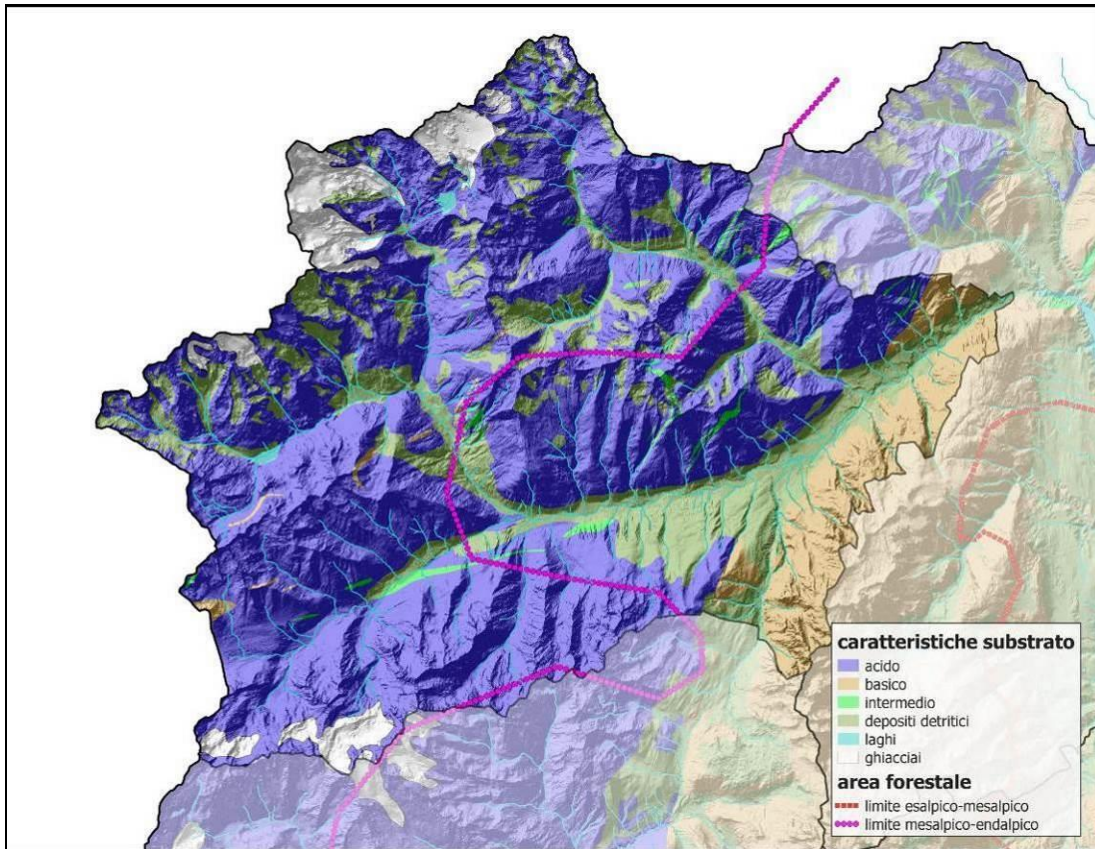 caratteristiche substrato
acido
basico
intermedio
depositi detritici
laghi
ghiacciai
area forestale
limite esalpico-mesalpico
limite mesalpico-endalpico